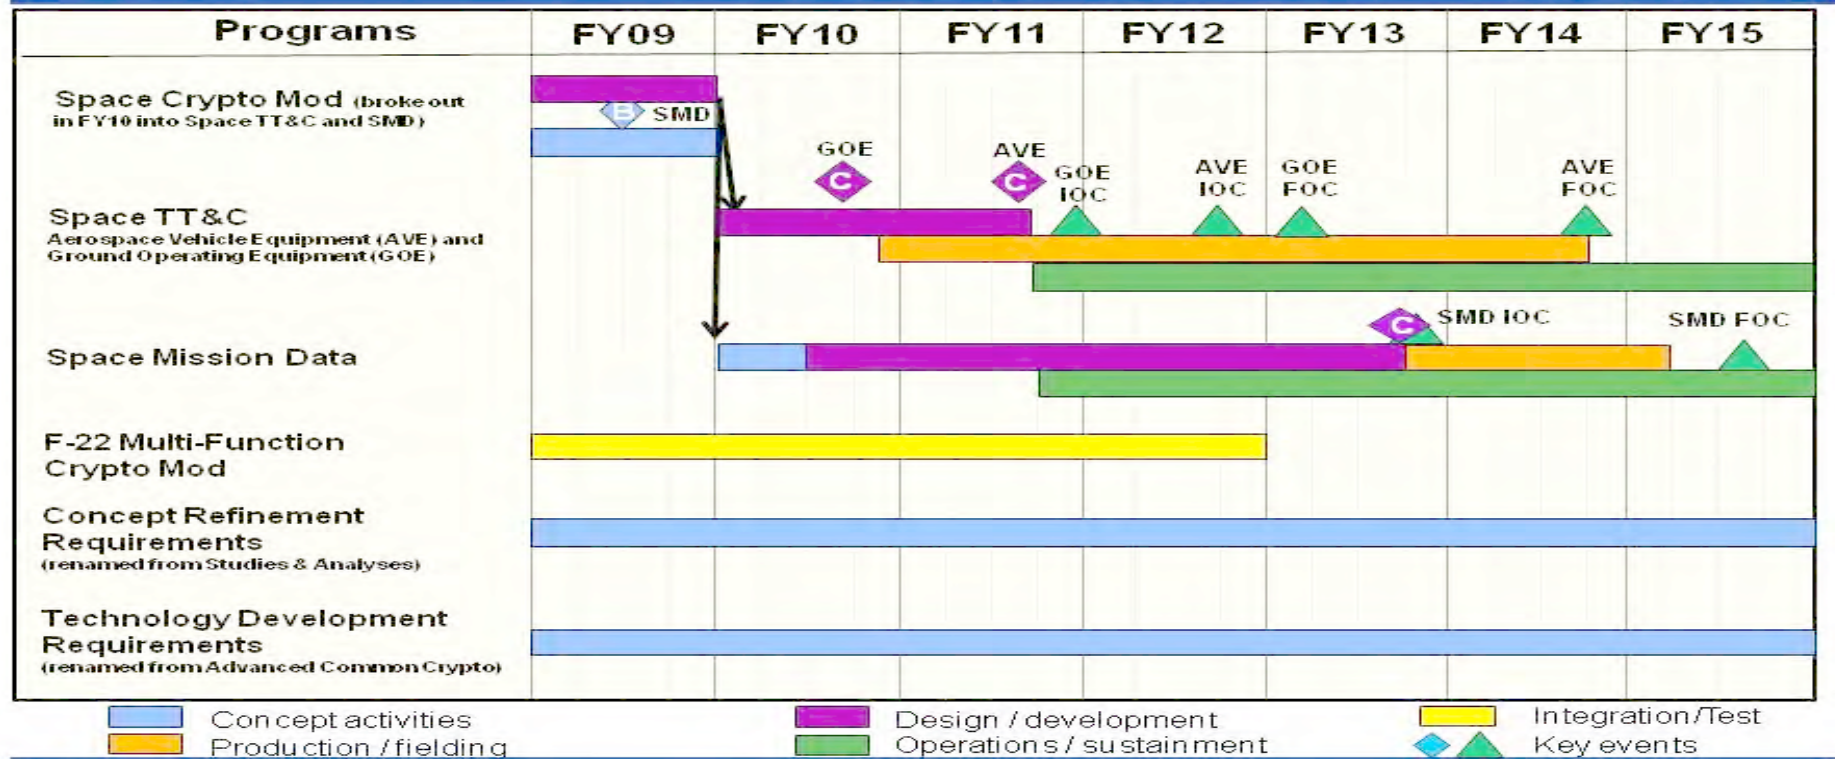 Programs FY09 FY10 FY11 FY12 FY13 FY14 FY15
Space Crypto Mod (broke out
in FY10 into Space TT&C and SMD)
B SMD
GOE
C
AVE
C
GOE
IOC
AVE
IOC
GOE
FOC
AVE
FOC
Space TT&C
Aerospace Vehicle Equipment (AVE) and
Ground Operating Equipment (GOE)
C SMD IOC
SMD FOC
Space Mission Data
F-22 Multi-Function
Crypto Mod
Concept Refinement
Requirements
(renamed from Studies & Analyses)
Technology Development
Requirements
(renamed from Advanced Common Crypto)
Concept activities
Design / development
Integration/Test
Production / fielding
Operations / sustainment
Key events